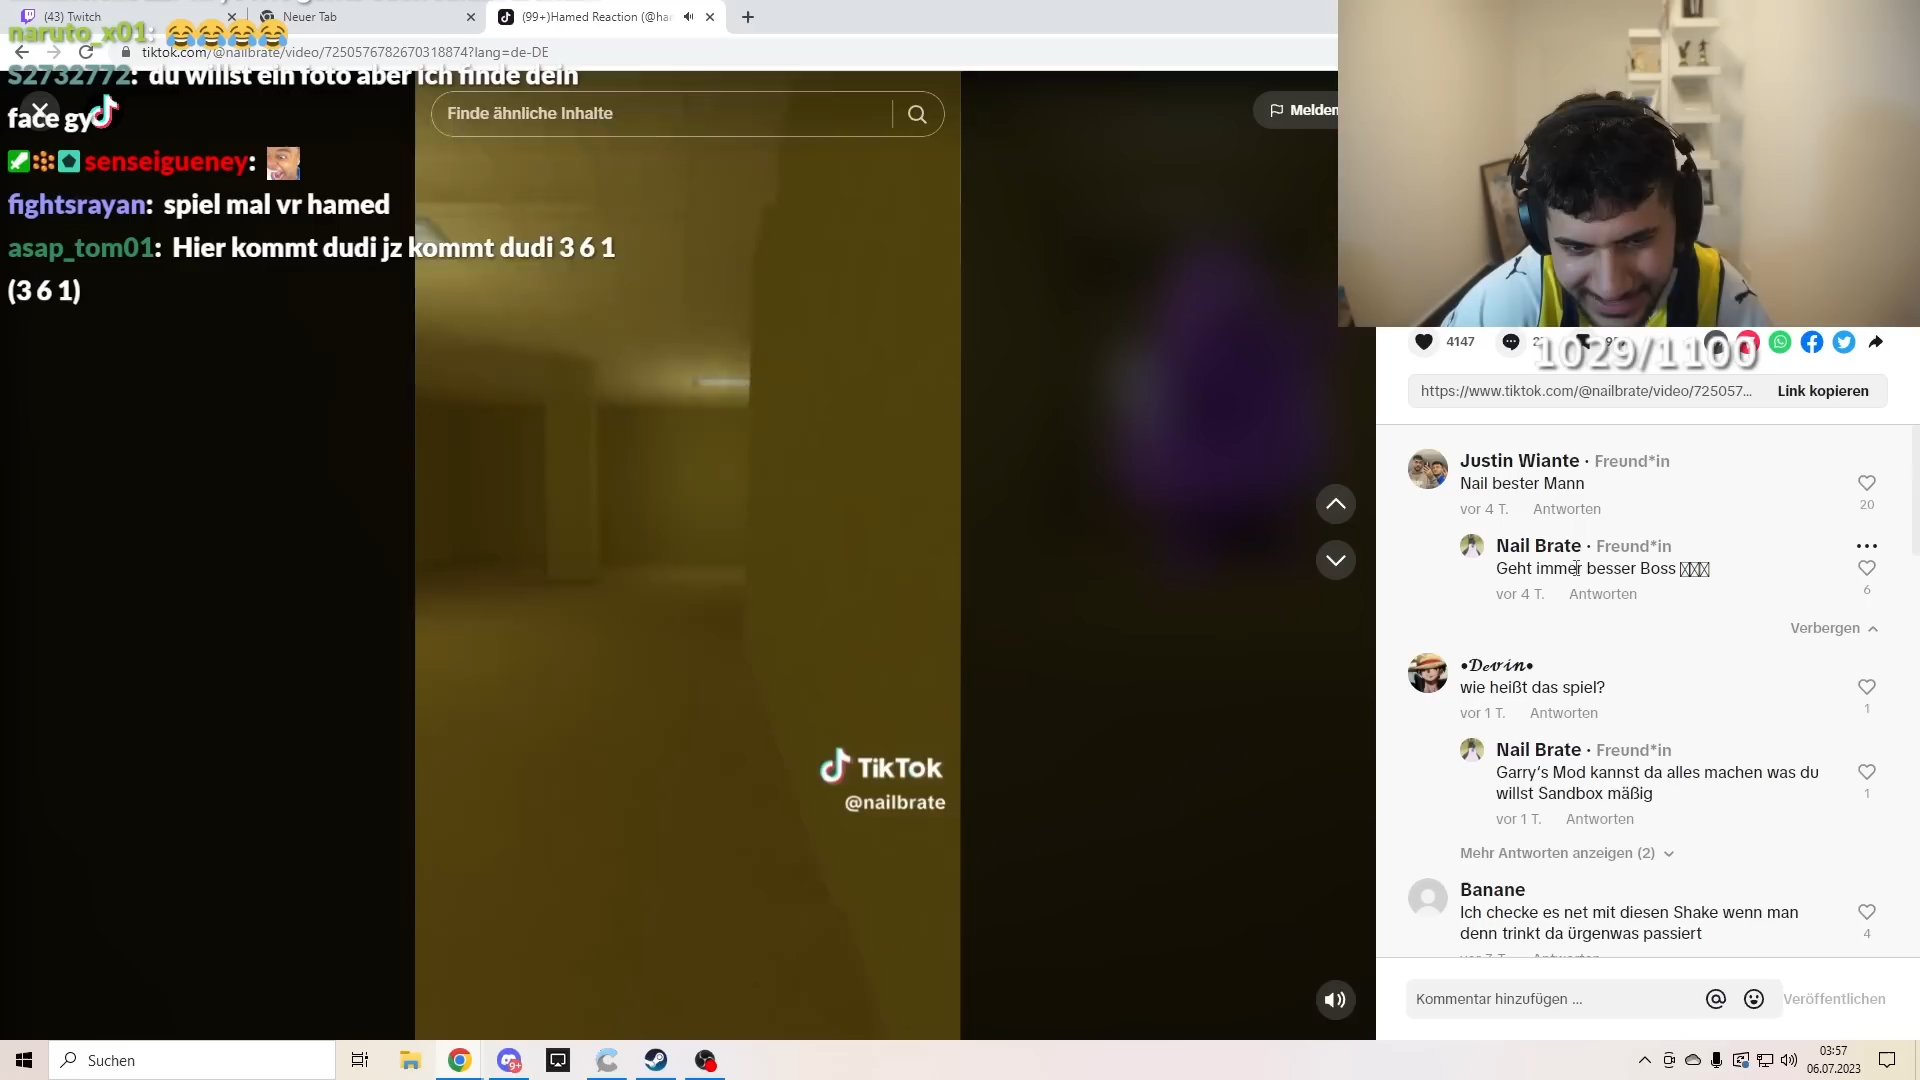 (43) Twitch
Neuer Tab
(99+)Hamed Reaction (@ha
tiktok.com/@nailbrate/video/7250576782670318874?lang=de-DE
naruto_x01: 😂😂😂😂
S2732772: du willst ein foto aber ich finde dein
face gy
senseigueney:
fightsrayan: spiel mal vr hamed
asap_tom01: Hier kommt dudi jz kommt dudi 3 6 1
(3 6 1)
Finde ähnliche Inhalte
Melden
TikTok
@nailbrate
4147
1029/1100
https://www.tiktok.com/@nailbrate/video/725057...
Link kopieren
Justin Wiante · Freund*in
Nail bester Mann
20
vor 4 T. Antworten
Nail Brate · Freund*in
Geht immer besser Boss
6
vor 4 T. Antworten
Verbergen
•𝓓𝓮𝓿𝓲𝓷•
wie heißt das spiel?
1
vor 1 T. Antworten
Nail Brate · Freund*in
Garry's Mod kannst da alles machen was du
willst Sandbox mäßig
1
vor 1 T. Antworten
Mehr Antworten anzeigen (2)
Banane
Ich checke es net mit diesen Shake wenn man
denn trinkt da ürgenwas passiert
4
Kommentar hinzufügen ...
Veröffentlichen
Suchen
9+
03:57
06.07.2023